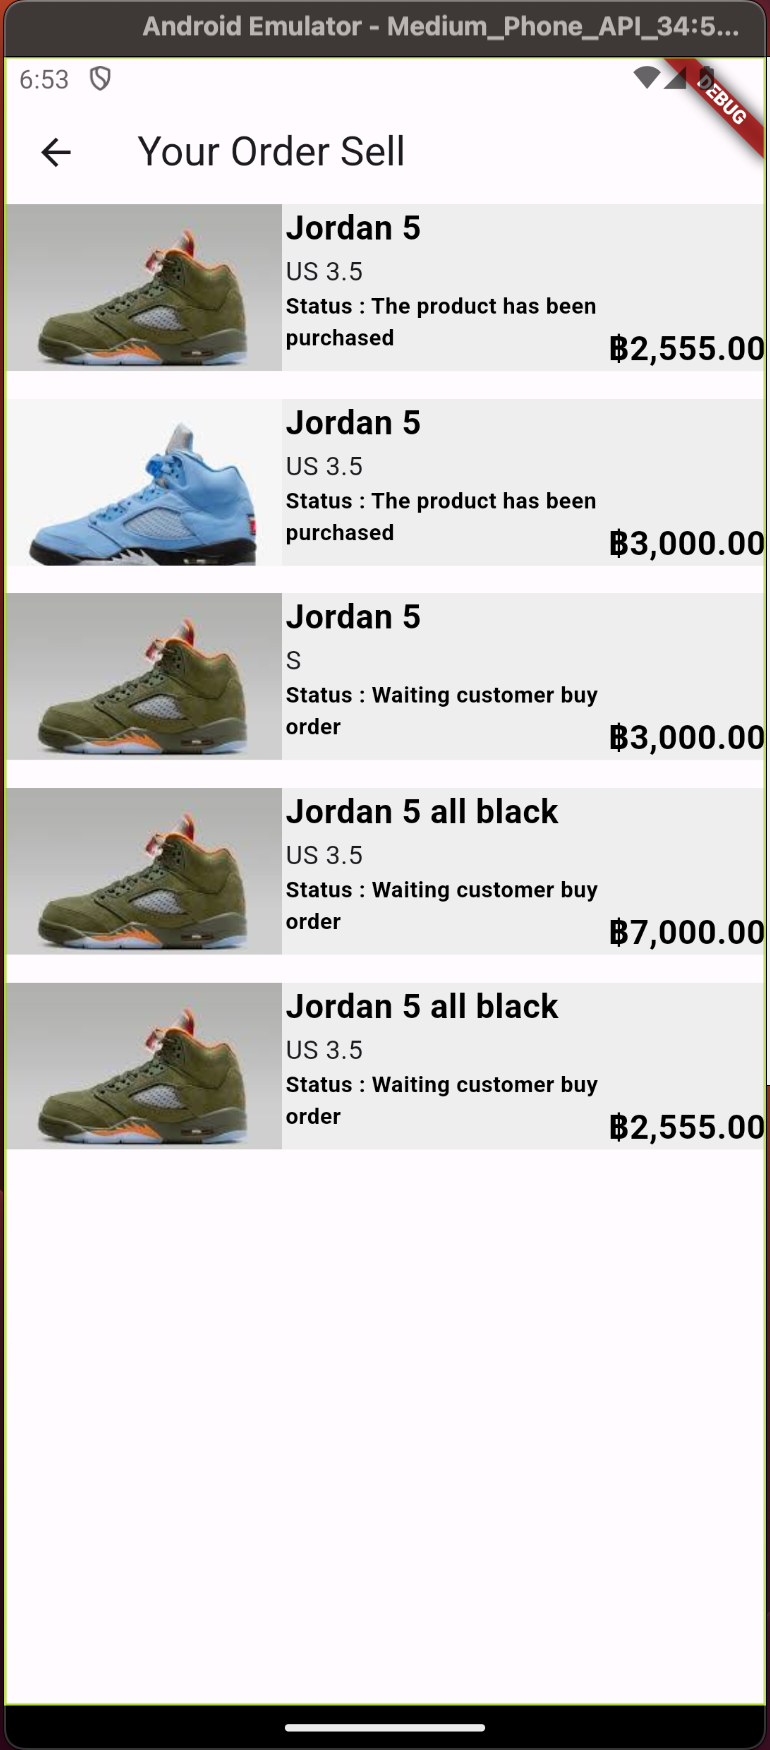 Android Emulator - Medium_Phone_API_34:5...
6:53
DEBUG
Your Order Sell
Jordan 5
US 3.5
Status : The product has been
purchased
฿2,555.00
Jordan 5
US 3.5
Status : The product has been
purchased
฿3,000.00
Jordan 5
S
Status : Waiting customer buy
order
฿3,000.00
Jordan 5 all black
US 3.5
Status : Waiting customer buy
order
฿7,000.00
Jordan 5 all black
US 3.5
Status : Waiting customer buy
order
฿2,555.00